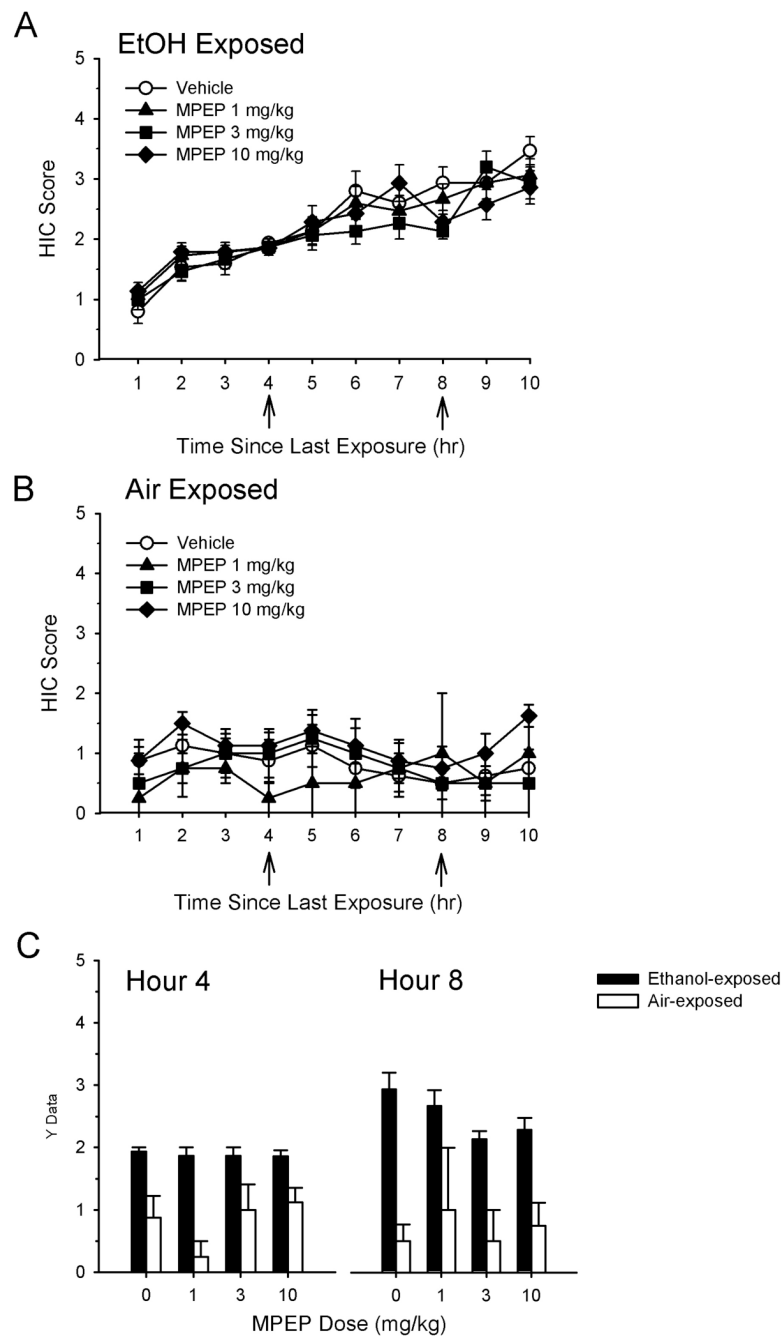 A
EtOH Exposed
5
4
3
2
1
0
HIC Score
Vehicle
MPEP 1 mg/kg
MPEP 3 mg/kg
MPEP 10 mg/kg
1 2 3 4 5 6 7 8 9 10
Time Since Last Exposure (hr)
B
Air Exposed
5
4
3
2
1
0
HIC Score
Vehicle
MPEP 1 mg/kg
MPEP 3 mg/kg
MPEP 10 mg/kg
1 2 3 4 5 6 7 8 9 10
Time Since Last Exposure (hr)
C
5
4
3
2
1
0
Y Data
Hour 4
Hour 8
Ethanol-exposed
Air-exposed
0 1 3 10 0 1 3 10
MPEP Dose (mg/kg)